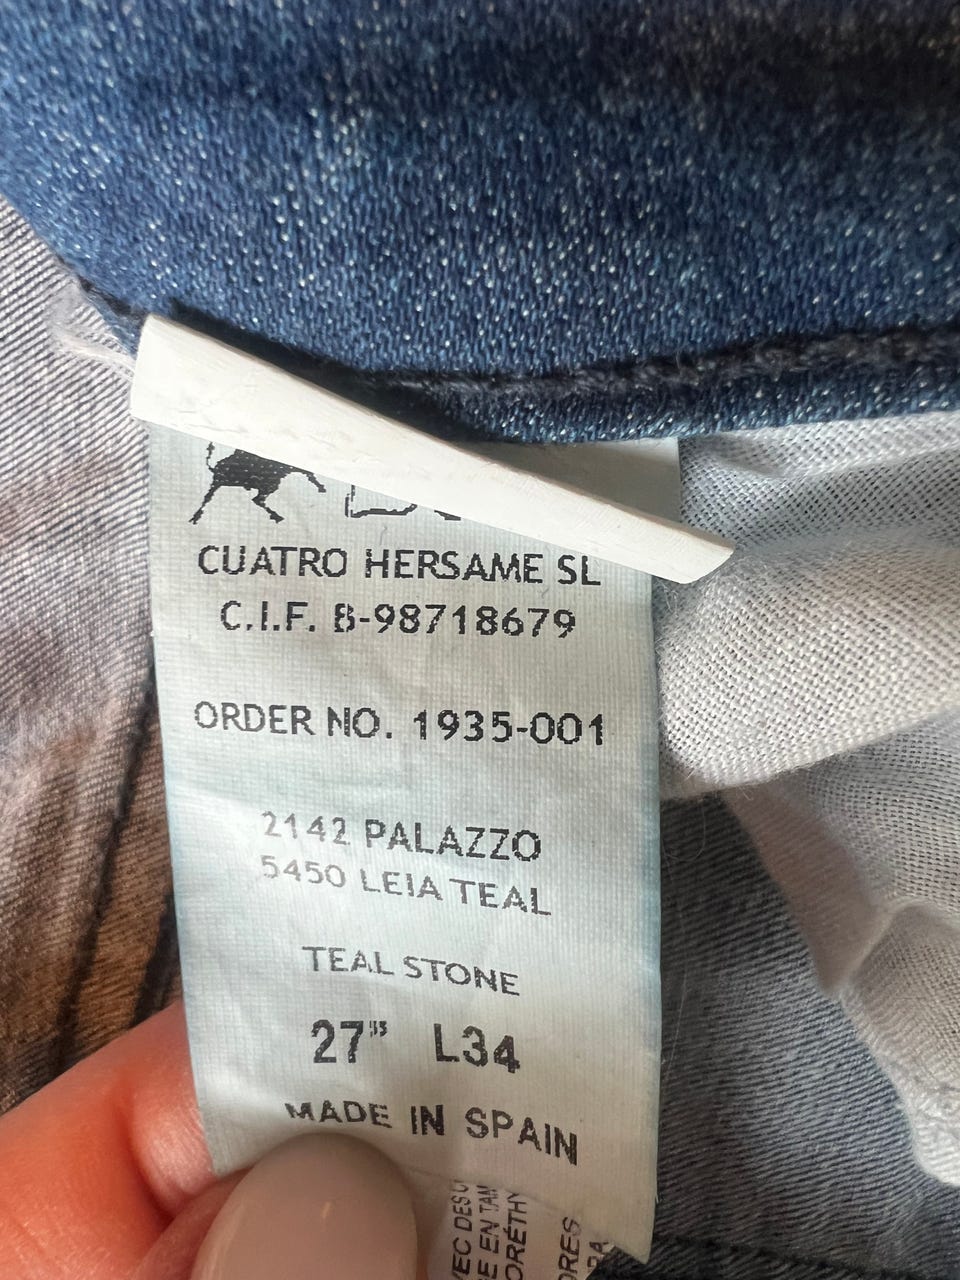 CUATRO HERSAME SL
C.I.F. B-98718679
ORDER NO. 1935-001
2142 PALAZZO
5450 LEIA TEAL
TEAL STONE
27" L34
MADE IN SPAIN